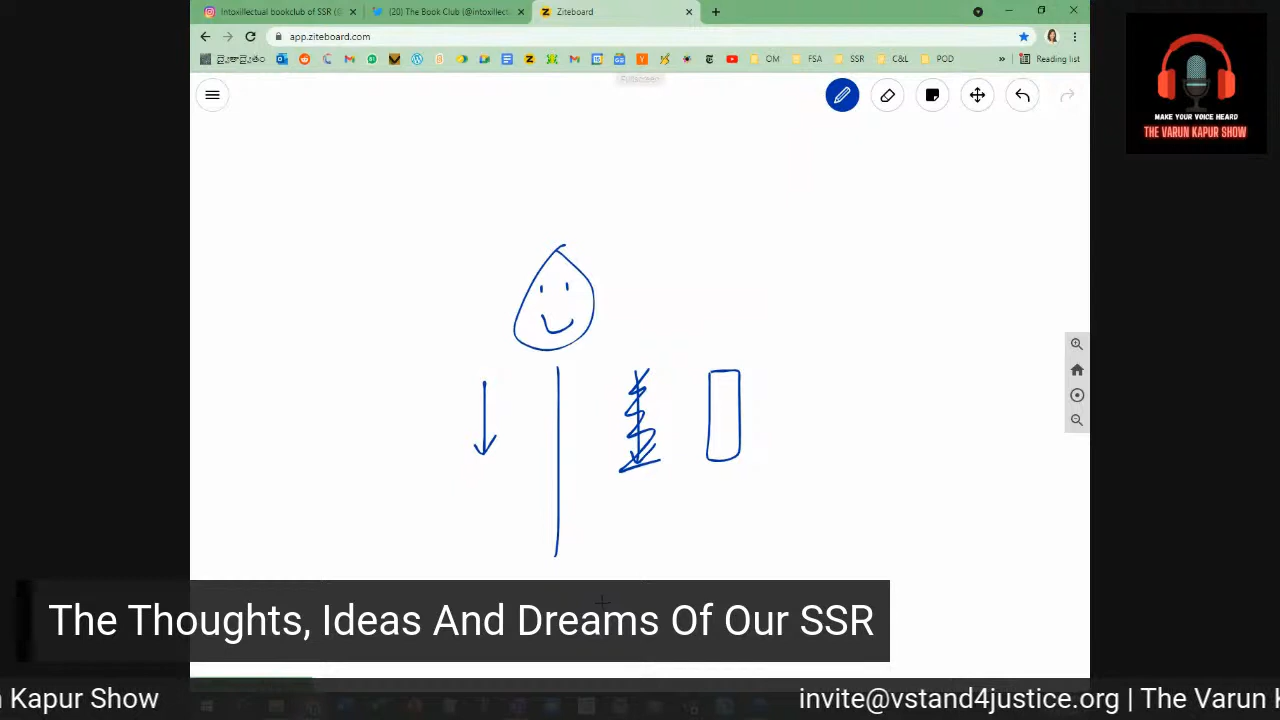 Intoxillectual bookclub of SSR (@
(20) The Book Club (@intoxillect
Ziteboard
app.ziteboard.com
OM
FSA
SSR
C&L
POD
»
Reading list
MAKE YOUR VOICE HEARD
THE VARUN KAPUR SHOW
The Thoughts, Ideas And Dreams Of Our SSR
Kapur Show
invite@vstand4justice.org | The Varun